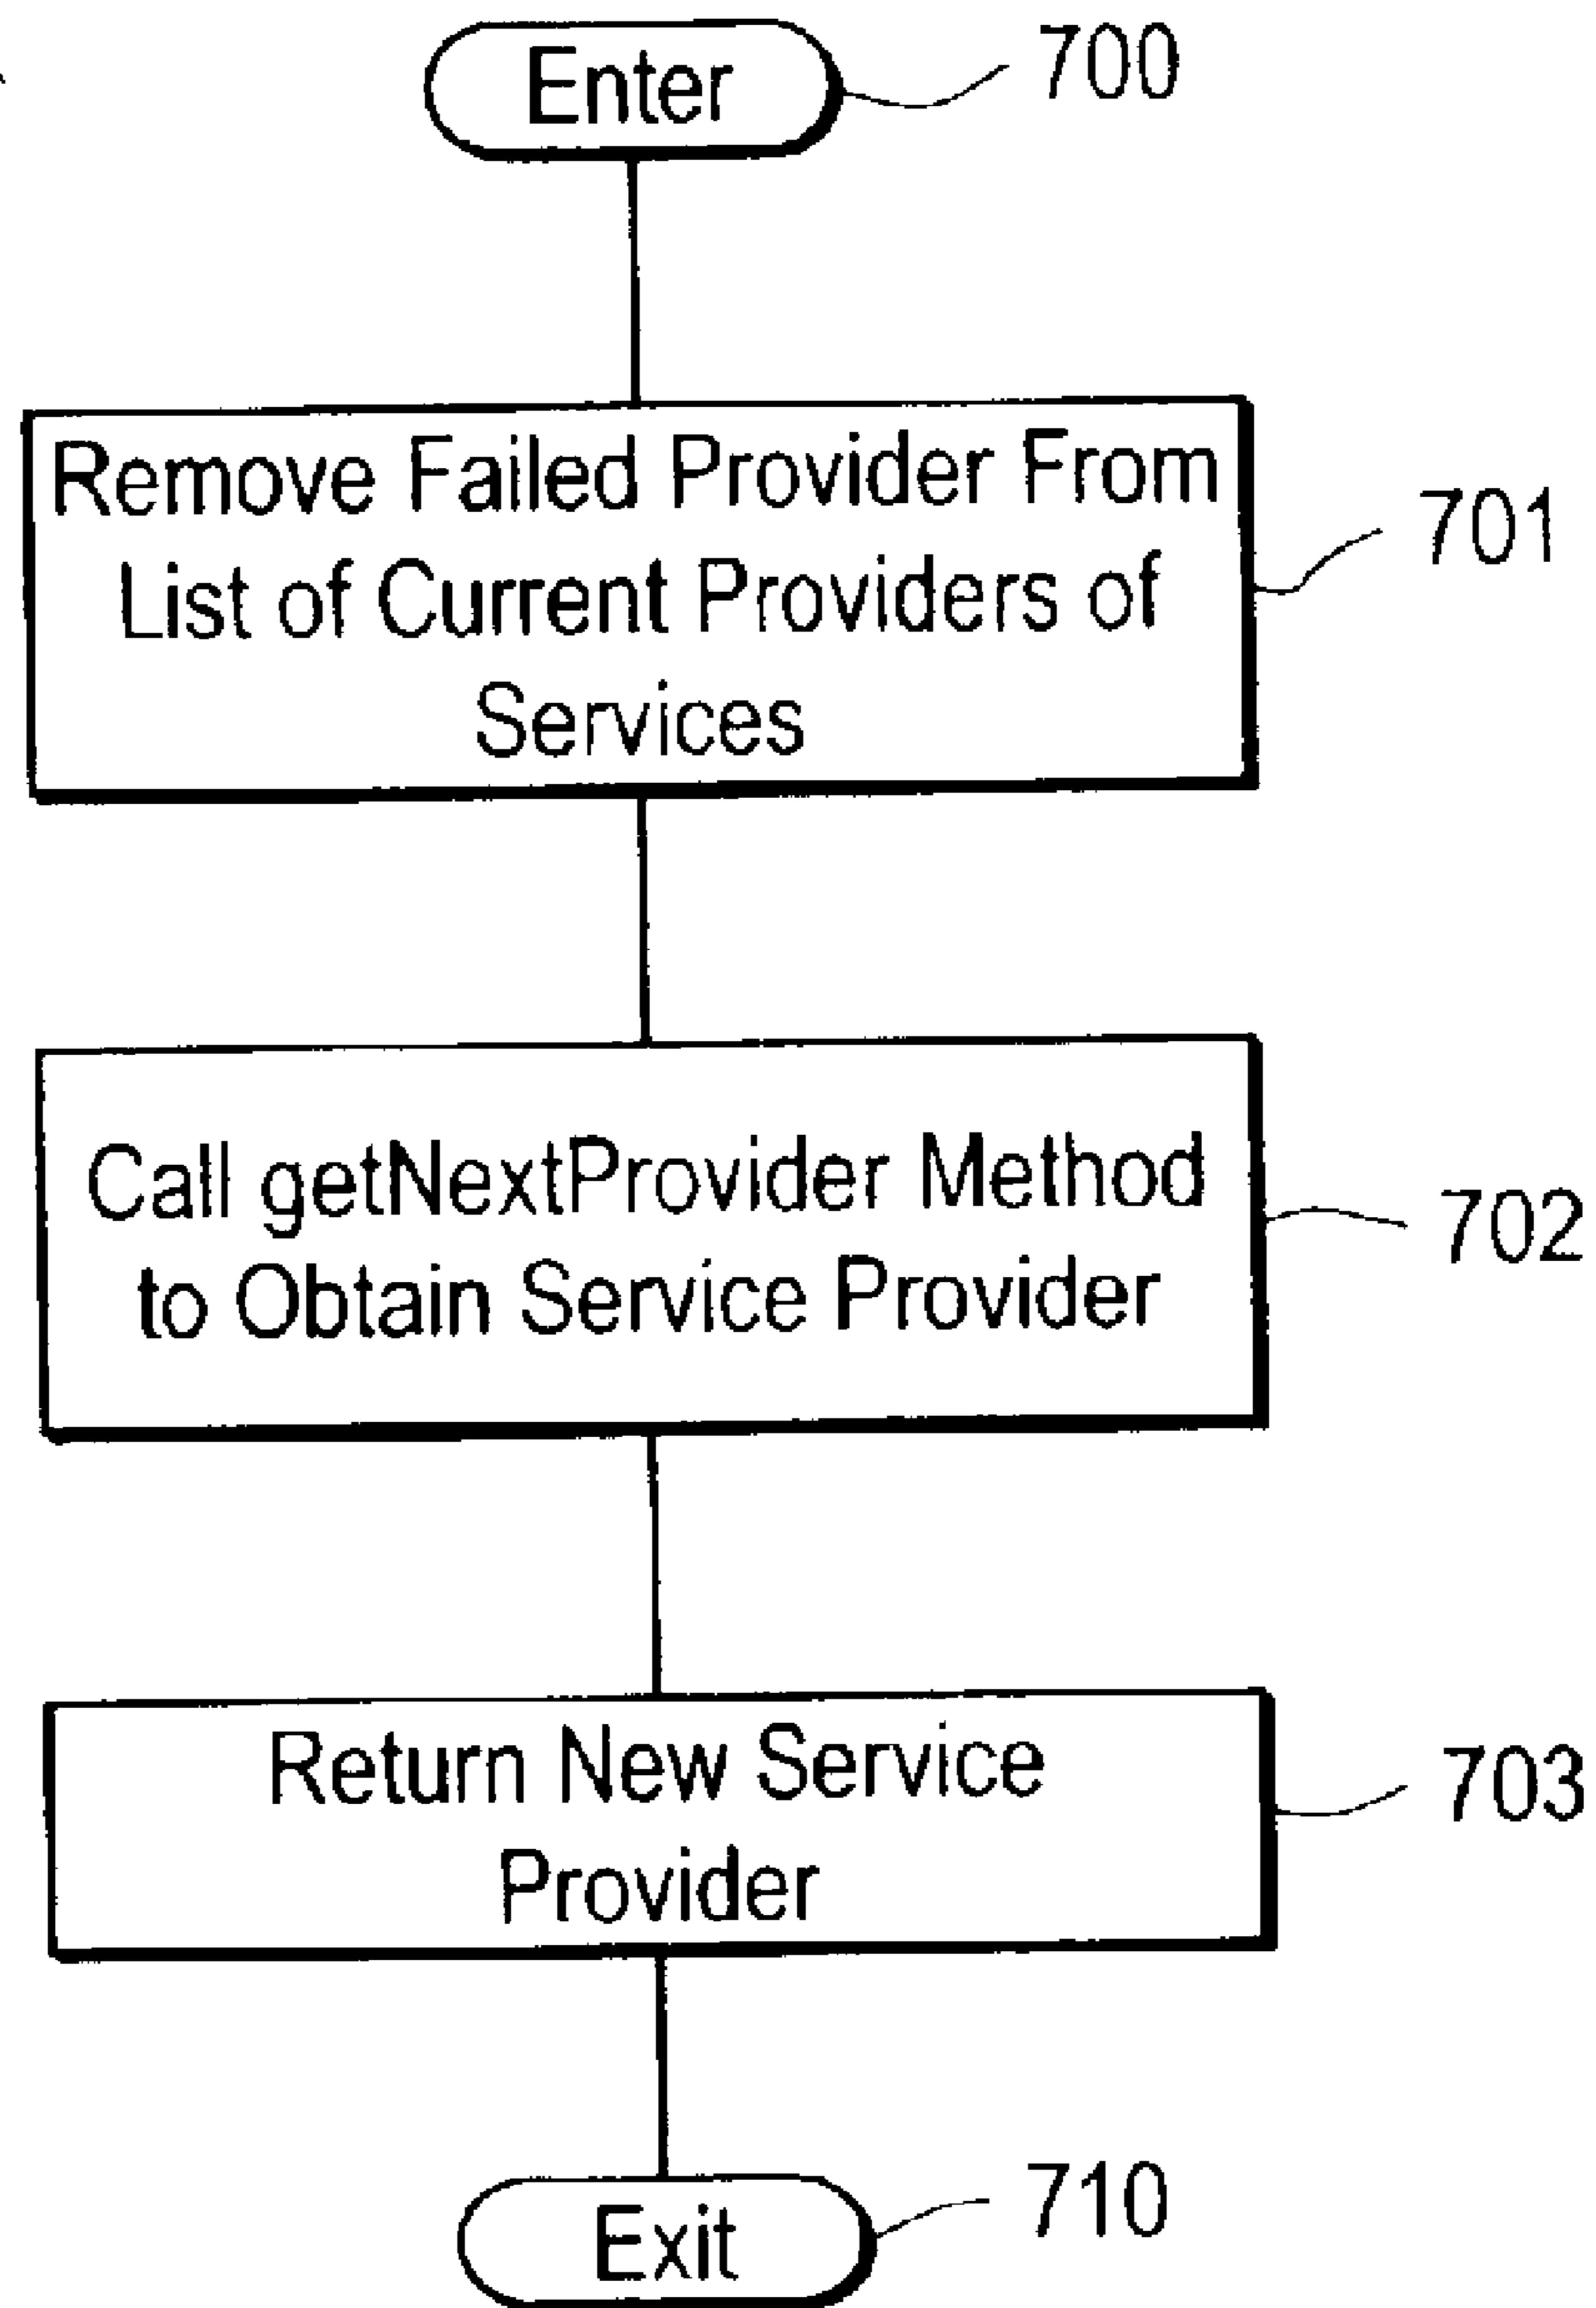 Enter
700
Remove Failed Provider From
List of Current Providers of
Services
701
Call getNextProvider Method
to Obtain Service Provider
702
Return New Service
Provider
703
Exit
710